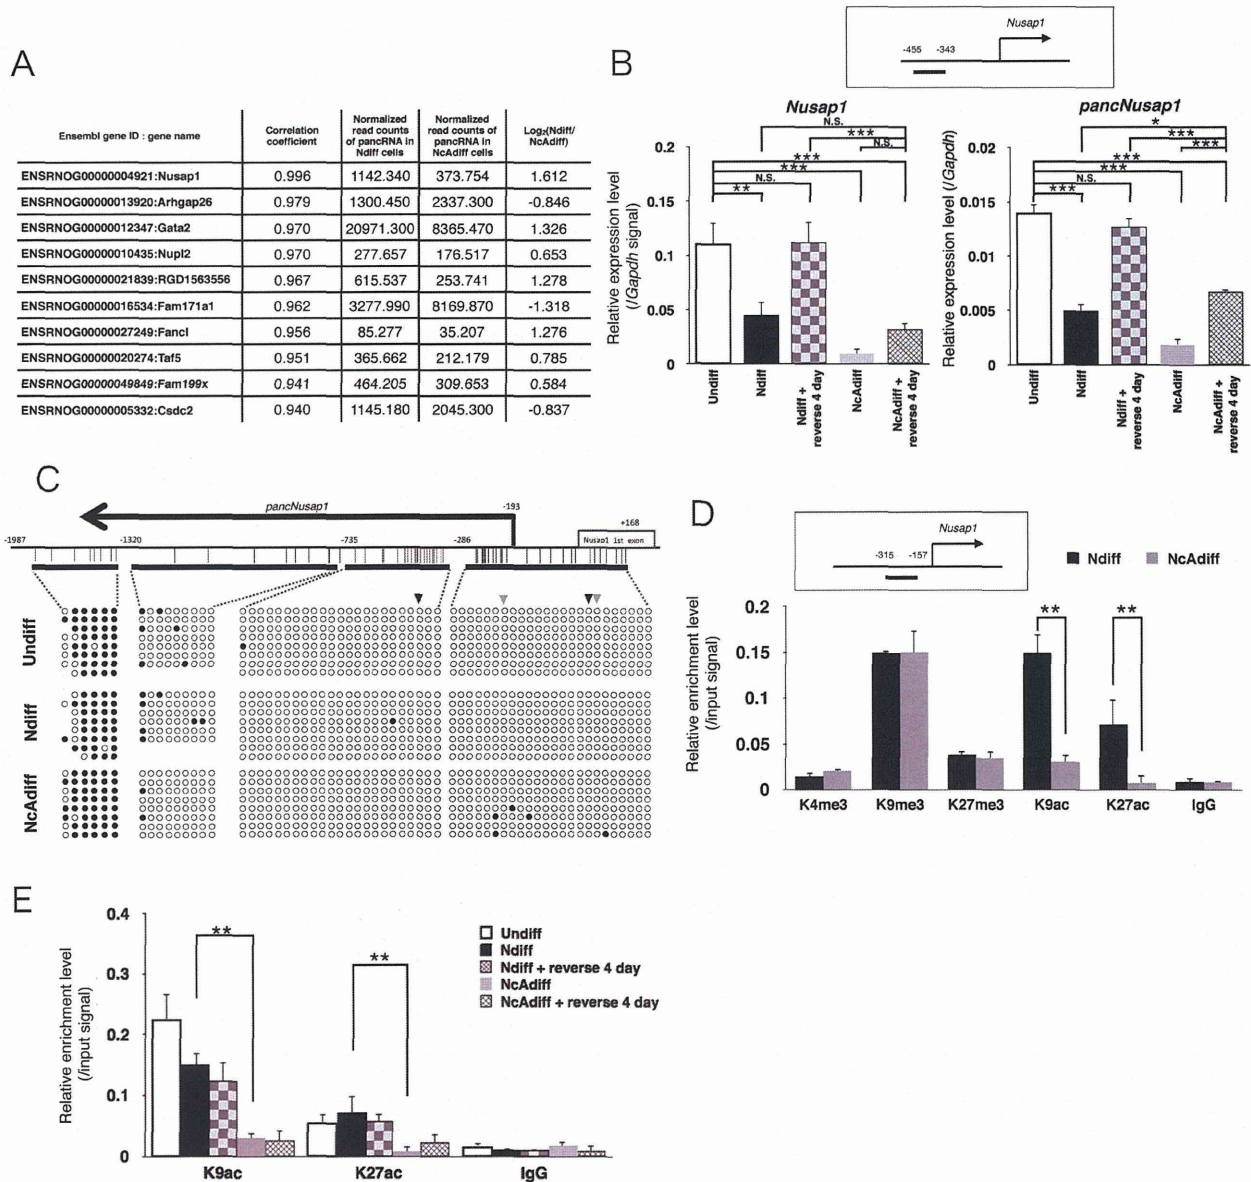 A
Ensembl gene ID : gene name
Correlation coefficient
Normalized read counts of pancRNA in Ndiff cells
Normalized read counts of pancRNA in NcAdiff cells
Log2(Ndiff/NcAdiff)
ENSRNOG00000004921:Nusap1 0.996 1142.340 373.754 1.612
ENSRNOG00000013920:Arhgap26 0.979 1300.450 2337.300 -0.846
ENSRNOG00000012347:Gata2 0.970 20971.300 8365.470 1.326
ENSRNOG00000010435:Nupl2 0.970 277.657 176.517 0.653
ENSRNOG00000021839:RGD1563556 0.967 615.537 253.741 1.278
ENSRNOG00000016534:Fam171a1 0.962 3277.990 8169.870 -1.318
ENSRNOG00000027249:Fancl 0.956 85.277 35.207 1.276
ENSRNOG00000020274:Taf5 0.951 365.662 212.179 0.785
ENSRNOG00000049849:Fam199x 0.941 464.205 309.653 0.584
ENSRNOG00000005332:Csdc2 0.940 1145.180 2045.300 -0.837
B
Nusap1
-455 -343
Nusap1
N.S.
***
N.S.
***
***
N.S.
**
Relative expression level
(/Gapdh signal)
0.2
0.15
0.1
0.05
0
Undiff
Ndiff
Ndiff +
reverse 4 day
NcAdiff
NcAdiff +
reverse 4 day
pancNusap1
*
***
***
***
***
N.S.
***
Relative expression level (/Gapdh)
0.02
0.015
0.01
0.005
0
Undiff
Ndiff
Ndiff +
reverse 4 day
NcAdiff
NcAdiff +
reverse 4 day
C
pancNusap1
-193
-1987 -1320 -735 -286 +168
Nusap1 1st exon
Undiff
Ndiff
NcAdiff
D
Nusap1
-315 -157
Ndiff NcAdiff
Relative enrichment level
(/input signal)
0.2
0.15
0.1
0.05
0
** **
K4me3 K9me3 K27me3 K9ac K27ac IgG
E
Relative enrichment level
(/input signal)
0.4
0.3
0.2
0.1
0
**
**
Undiff
Ndiff
Ndiff + reverse 4 day
NcAdiff
NcAdiff + reverse 4 day
K9ac K27ac IgG